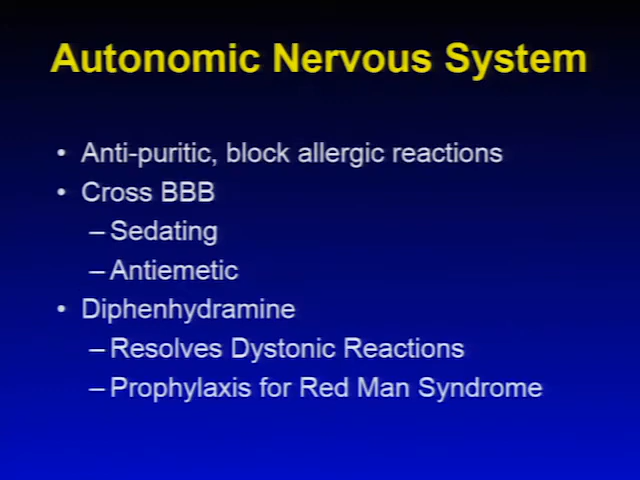 Autonomic Nervous System
• Anti-puritic, block allergic reactions
• Cross BBB
– Sedating
– Antiemetic
• Diphenhydramine
– Resolves Dystonic Reactions
– Prophylaxis for Red Man Syndrome